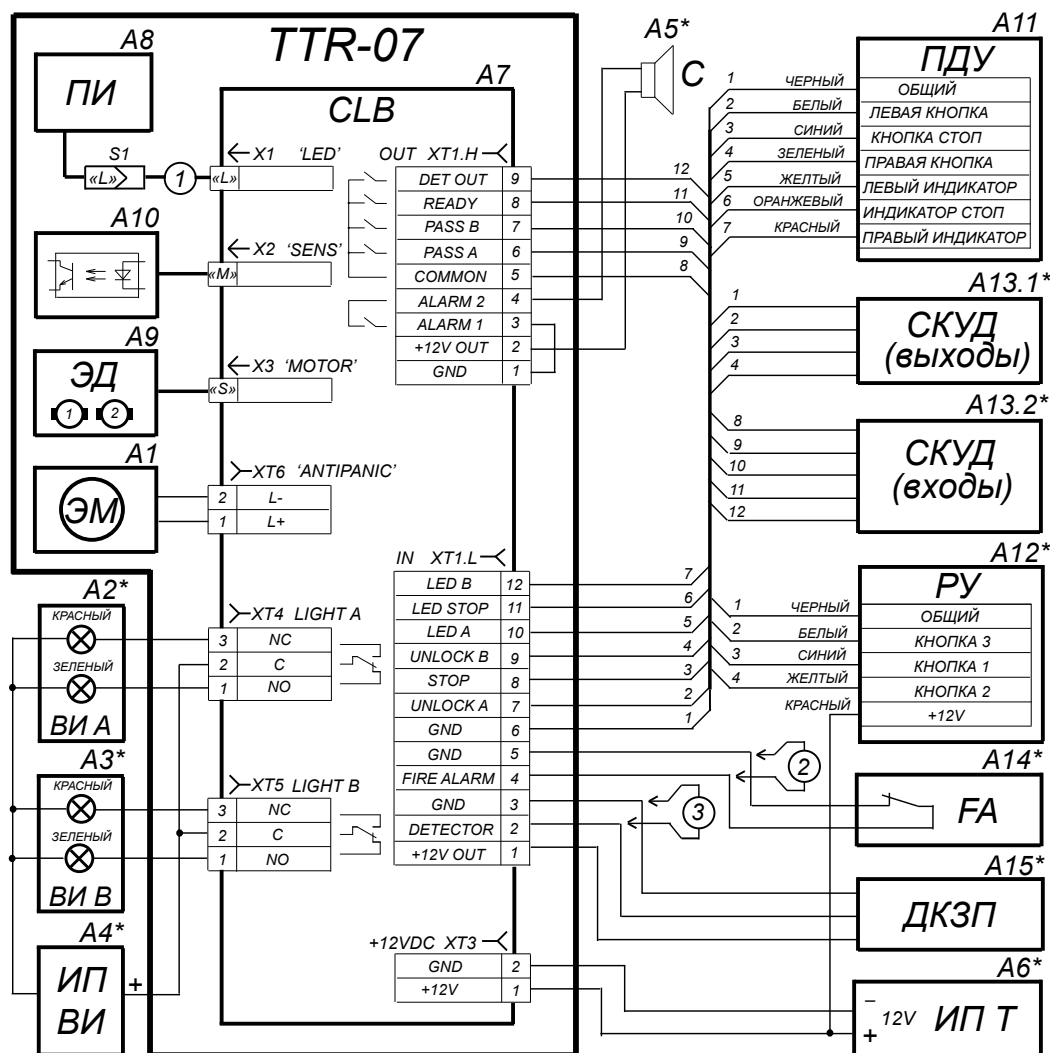 TTR-07
A8
ПИ
S1
«L»
1
«L»
X1 'LED'
A7
CLB
A10
«M»
X2 'SENS'
A9
ЭД
1 2
«S»
X3 'MOTOR'
A1
ЭМ
XT6 'ANTIPANIC'
2 L-
1 L+
A2*
КРАСНЫЙ
ЗЕЛЕНЫЙ
ВИ А
XT4 LIGHT A
3 NC
2 C
1 NO
A3*
КРАСНЫЙ
ЗЕЛЕНЫЙ
ВИ В
XT5 LIGHT B
3 NC
2 C
1 NO
A4*
ИП
ВИ
+
OUT XT1.H
DET OUT 9
READY 8
PASS B 7
PASS A 6
COMMON 5
ALARM 2 4
ALARM 1 3
+12V OUT 2
GND 1
IN XT1.L
LED B 12
LED STOP 11
LED A 10
UNLOCK B 9
STOP 8
UNLOCK A 7
GND 6
GND 5
FIRE ALARM 4
GND 3
DETECTOR 2
+12V OUT 1
+12VDC XT3
GND 2
+12V 1
A5*
С
12
11
10
9
8
7
6
5
4
3
2
1
2
3
A11
ПДУ
1 ЧЕРНЫЙ ОБЩИЙ
2 БЕЛЫЙ ЛЕВАЯ КНОПКА
3 СИНИЙ КНОПКА СТОП
4 ЗЕЛЕНЫЙ ПРАВАЯ КНОПКА
5 ЖЕЛТЫЙ ЛЕВЫЙ ИНДИКАТОР
6 ОРАНЖЕВЫЙ ИНДИКАТОР СТОП
7 КРАСНЫЙ ПРАВЫЙ ИНДИКАТОР
A13.1*
1
2
3
4
СКУД
(выходы)
A13.2*
8
9
10
11
12
СКУД
(входы)
A12*
РУ
1 ЧЕРНЫЙ ОБЩИЙ
2 БЕЛЫЙ КНОПКА 3
3 СИНИЙ КНОПКА 1
4 ЖЕЛТЫЙ КНОПКА 2
КРАСНЫЙ +12V
A14*
FA
A15*
ДКЗП
A6*
–
+
12V ИП Т